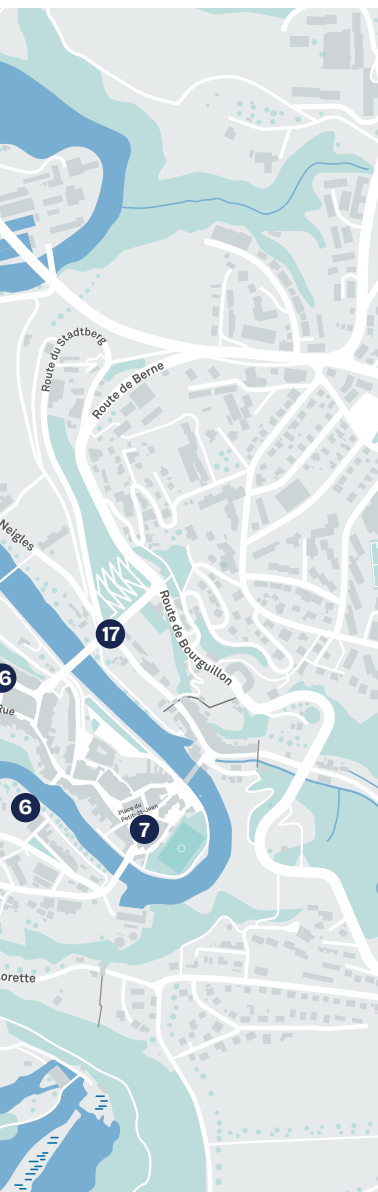 Route du Stadtberg
Route de Berne
Neigles
17
Route de Bourguillon
6
Rue
6
Place du
Petit-St-Jean
7
orette